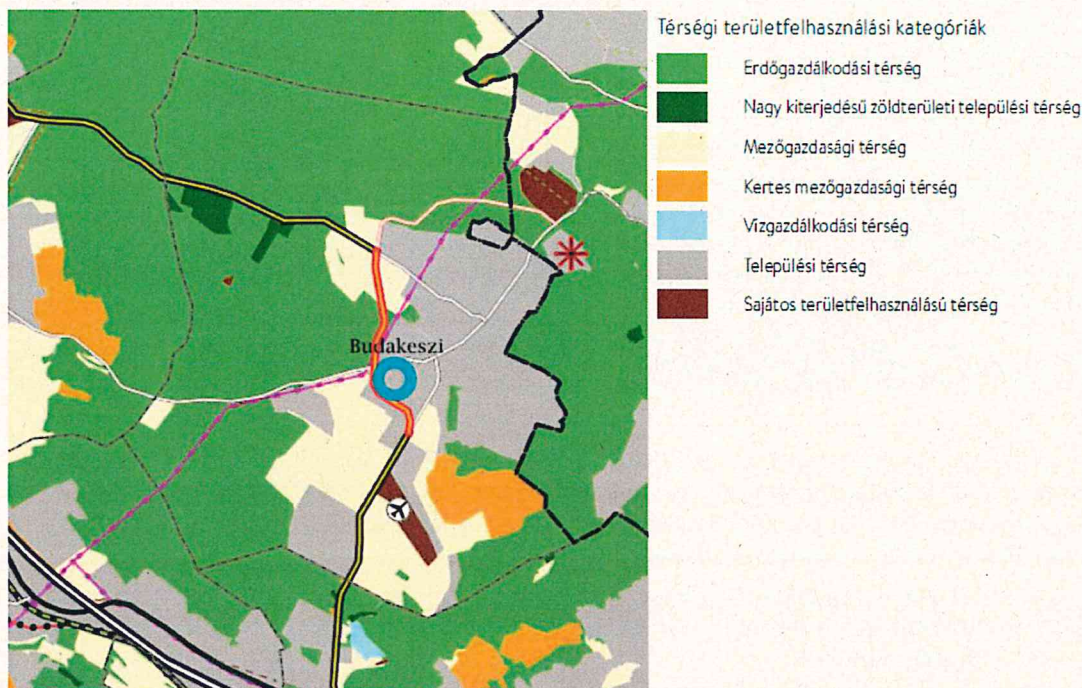 Térségi területfelhasználási kategóriák
Erdőgazdálkodási térség
Nagy kiterjedésű zöldterületi települési térség
Mezőgazdasági térség
Kertes mezőgazdasági térség
Vízgazdálkodási térség
Települési térség
Sajátos területfelhasználású térség
Budakeszi